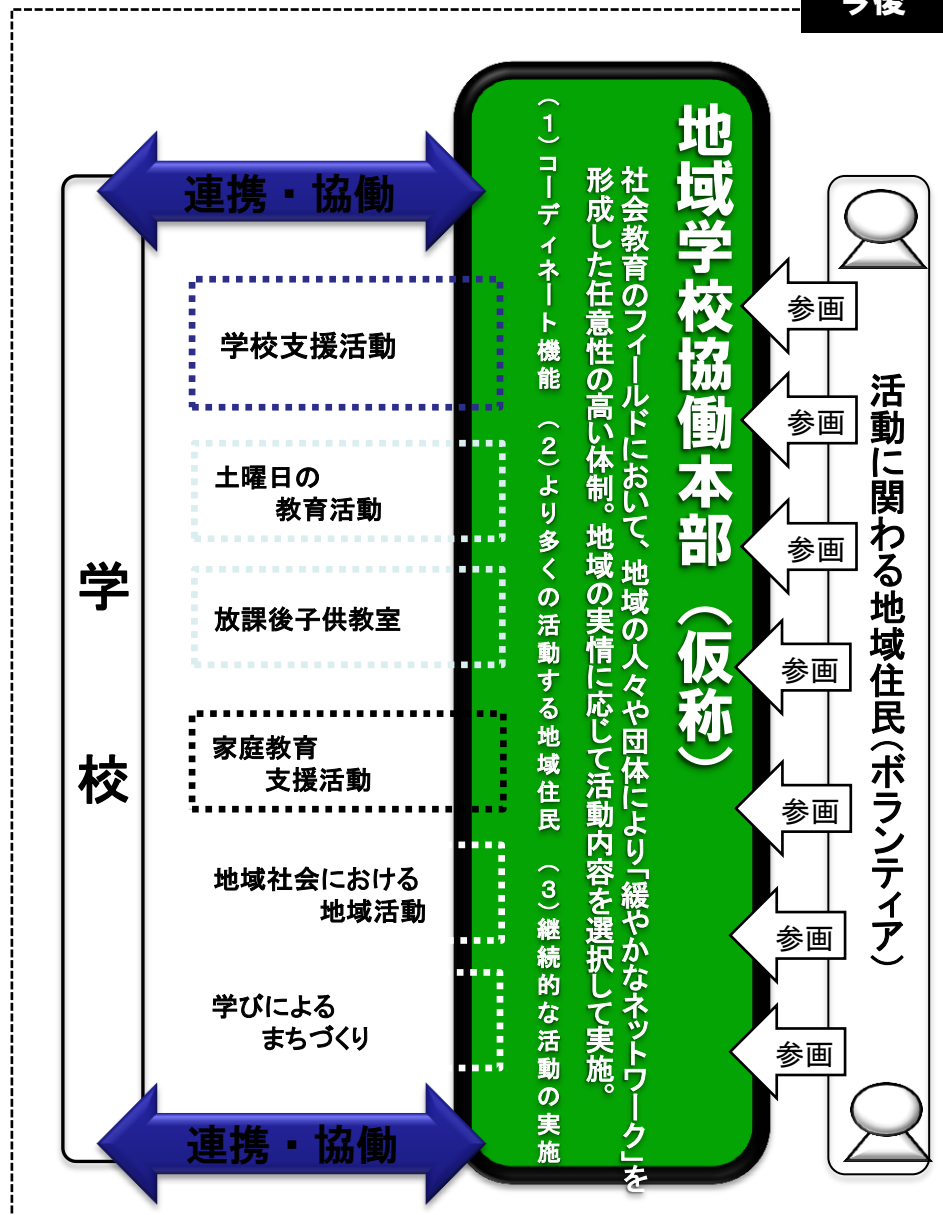 今後
地域学校協働本部（仮称）
社会教育のフィールドにおいて、地域の人々や団体により「緩やかなネットワーク」を
形成した任意性の高い体制。地域の実情に応じて活動内容を選択して実施。
（１）コーディネート機能　（２）より多くの活動する地域住民　（３）継続的な活動の実施
連携・協働
学校支援活動
土曜日の
教育活動
放課後子供教室
家庭教育
支援活動
地域社会における
地域活動
学びによる
まちづくり
連携・協働
学校
参画
参画
参画
参画
参画
参画
参画
活動に関わる地域住民（ボランティア）